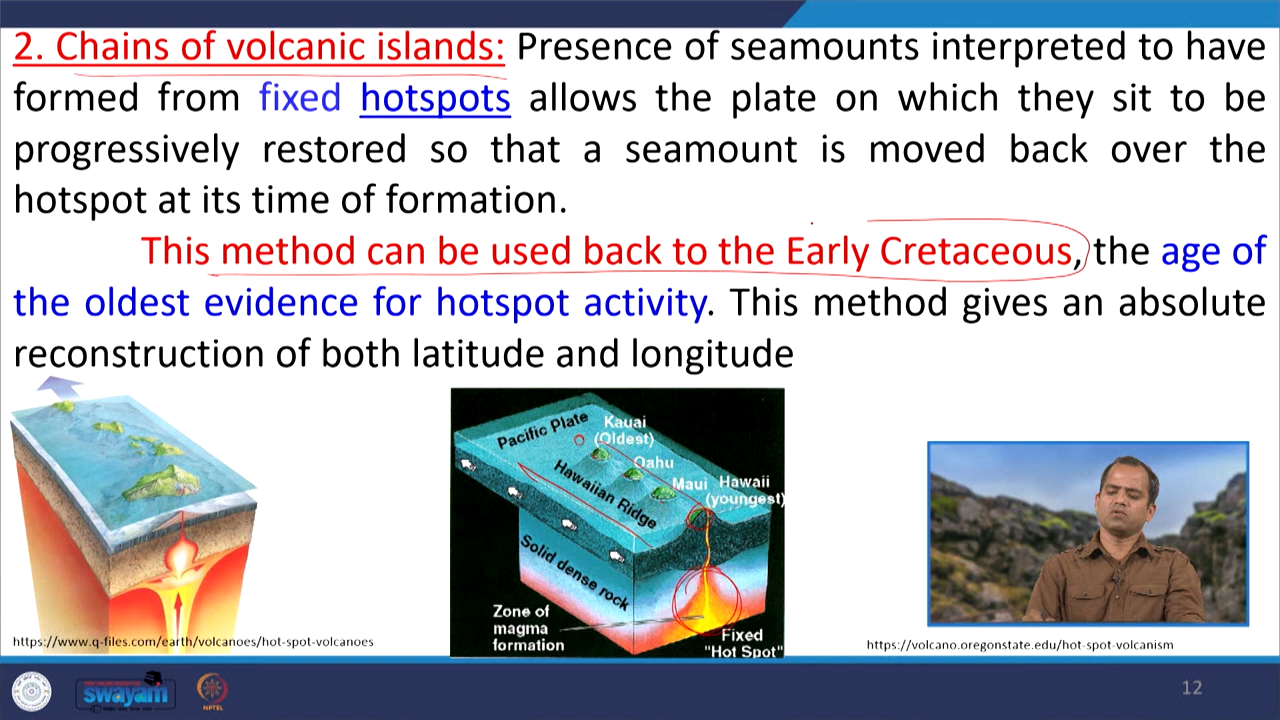 2. Chains of volcanic islands: Presence of seamounts interpreted to have
formed from fixed hotspots allows the plate on which they sit to be
progressively restored so that a seamount is moved back over the
hotspot at its time of formation.
This method can be used back to the Early Cretaceous, the age of
the oldest evidence for hotspot activity. This method gives an absolute
reconstruction of both latitude and longitude
Pacific Plate
Kauai
(Oldest)
Oahu
Maui
Hawaii
(youngest)
Hawaiian Ridge
Solid dense rock
Zone of
magma
formation
Fixed
"Hot Spot"
https://www.q-files.com/earth/volcanoes/hot-spot-volcanoes
https://volcano.oregonstate.edu/hot-spot-volcanism
swayam
NPTEL
12